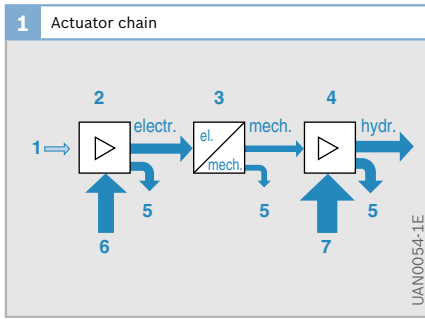 1 Actuator chain
2 3 4
electr. mech. hydr.
1
el.
mech.
5 5 5
6 7
UAN0054-1E